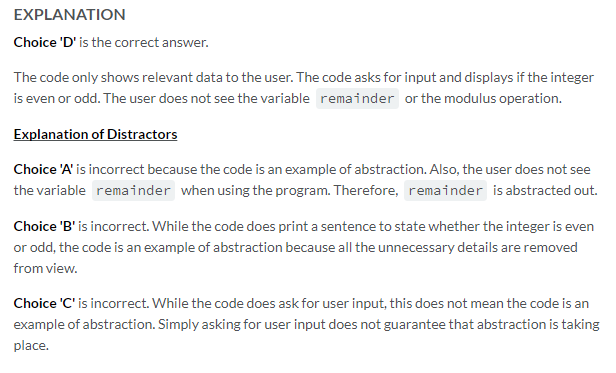 EXPLANATION
Choice 'D' is the correct answer.
The code only shows relevant data to the user. The code asks for input and displays if the integer
is even or odd. The user does not see the variable remainder or the modulus operation.
Explanation of Distractors
Choice 'A' is incorrect because the code is an example of abstraction. Also, the user does not see
the variable remainder when using the program. Therefore, remainder is abstracted out.
Choice 'B' is incorrect. While the code does print a sentence to state whether the integer is even
or odd, the code is an example of abstraction because all the unnecessary details are removed
from view.
Choice 'C' is incorrect. While the code does ask for user input, this does not mean the code is an
example of abstraction. Simply asking for user input does not guarantee that abstraction is taking
place.